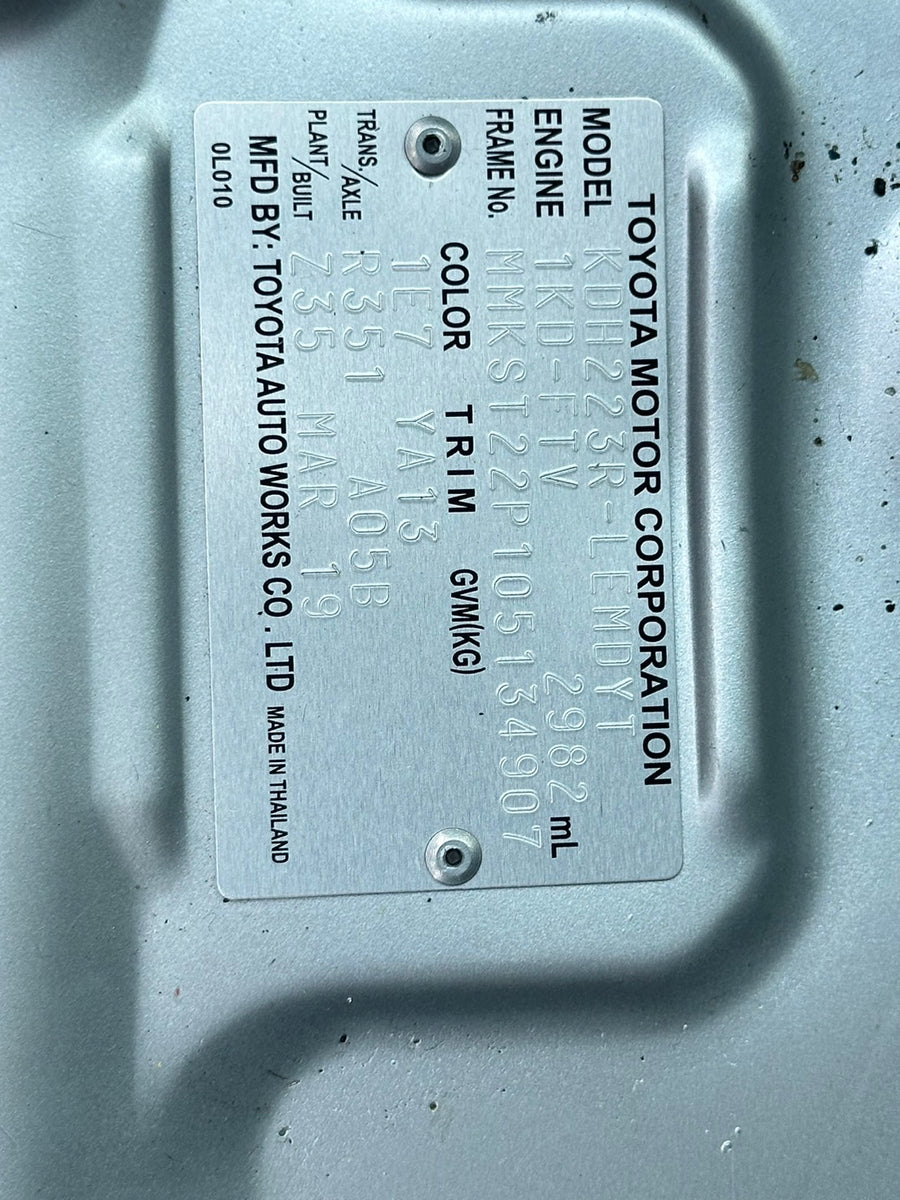 TOYOTA MOTOR CORPORATION
MODEL KDH223R-LEMDYT
ENGINE 1KD-FTV 2982 mL
FRAME No. MMKST22P105134907
COLOR TRIM GVM(KG)
1E7 YA13
TRANS./AXLE R351 A05B
PLANT/BUILT Z35 MAR 19
MFD BY: TOYOTA AUTO WORKS CO.LTD MADE IN THAILAND
0L010